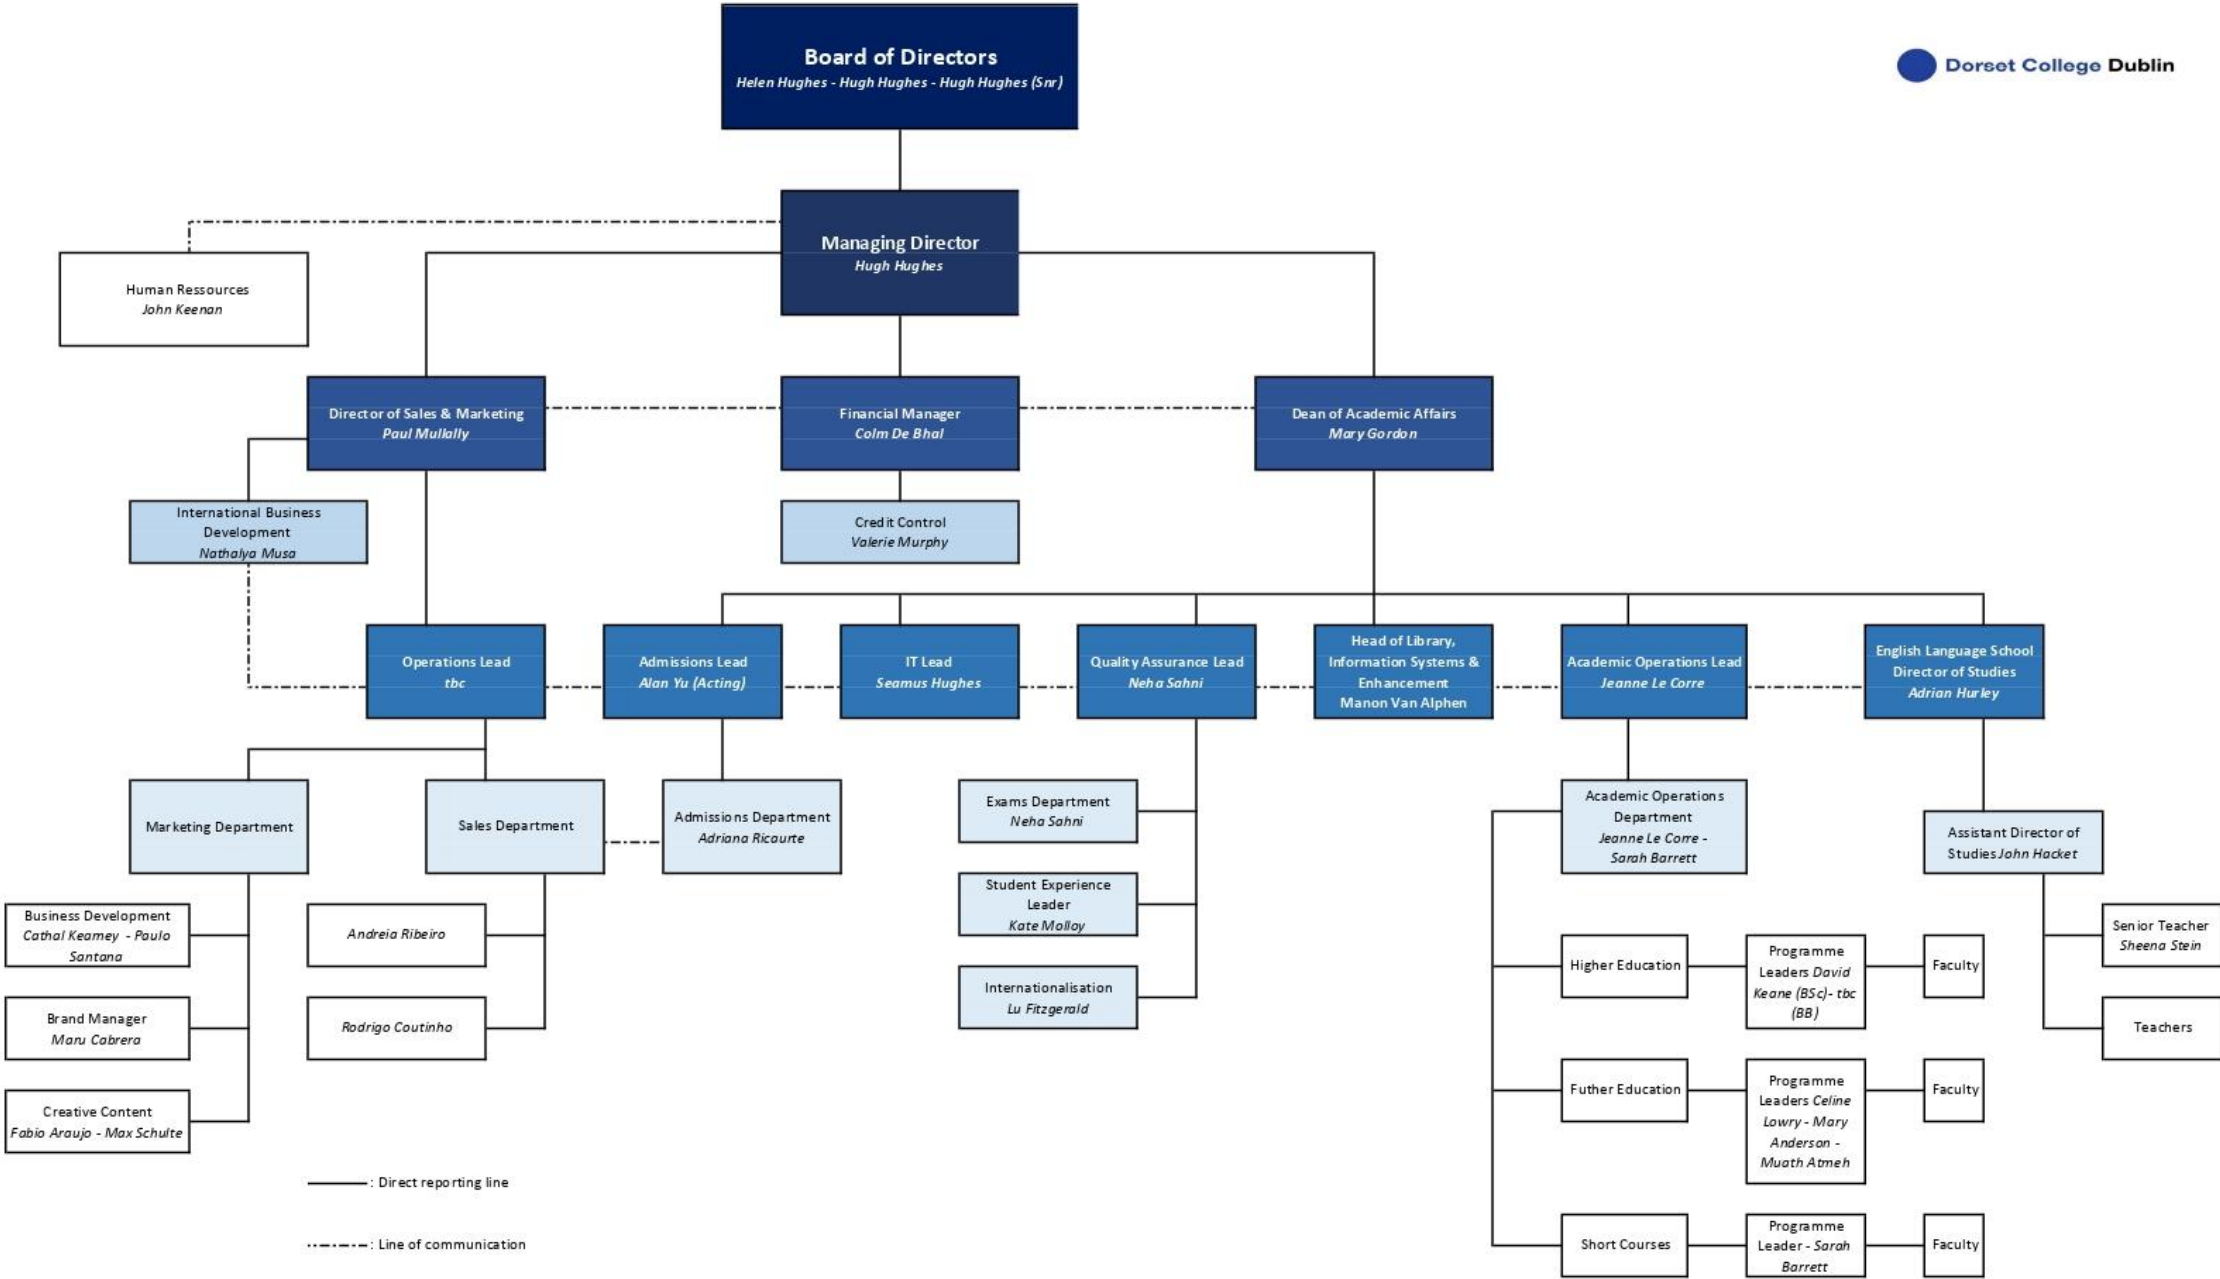 Board of Directors
Helen Hughes - Hugh Hughes - Hugh Hughes (Snr)
Dorset College Dublin
Managing Director
Hugh Hughes
Human Ressources
John Keenan
Director of Sales & Marketing
Paul Mullally
Financial Manager
Colm De Bhal
Dean of Academic Affairs
Mary Gordon
International Business
Development
Nathalya Musa
Credit Control
Valerie Murphy
Operations Lead
tbc
Admissions Lead
Alan Yu (Acting)
IT Lead
Seamus Hughes
Quality Assurance Lead
Neha Sahni
Head of Library,
Information Systems &
Enhancement
Manon Van Alphen
Academic Operations Lead
Jeanne Le Corre
English Language School
Director of Studies
Adrian Hurley
Marketing Department
Sales Department
Admissions Department
Adriana Ricaurte
Exams Department
Neha Sahni
Student Experience
Leader
Kate Molloy
Internationalisation
Lu Fitzgerald
Academic Operations
Department
Jeanne Le Corre -
Sarah Barrett
Assistant Director of
Studies John Hacket
Business Development
Cathal Kearney - Paulo
Santana
Brand Manager
Maru Cabrera
Creative Content
Fabio Araujo - Max Schulte
Andreia Ribeiro
Rodrigo Coutinho
Higher Education
Programme
Leaders David
Keane (BSc)- tbc
(BB)
Faculty
Senior Teacher
Sheena Stein
Teachers
Futher Education
Programme
Leaders Celine
Lowry - Mary
Anderson -
Muath Atmeh
Faculty
Short Courses
Programme
Leader - Sarah
Barrett
Faculty
: Direct reporting line
: Line of communication